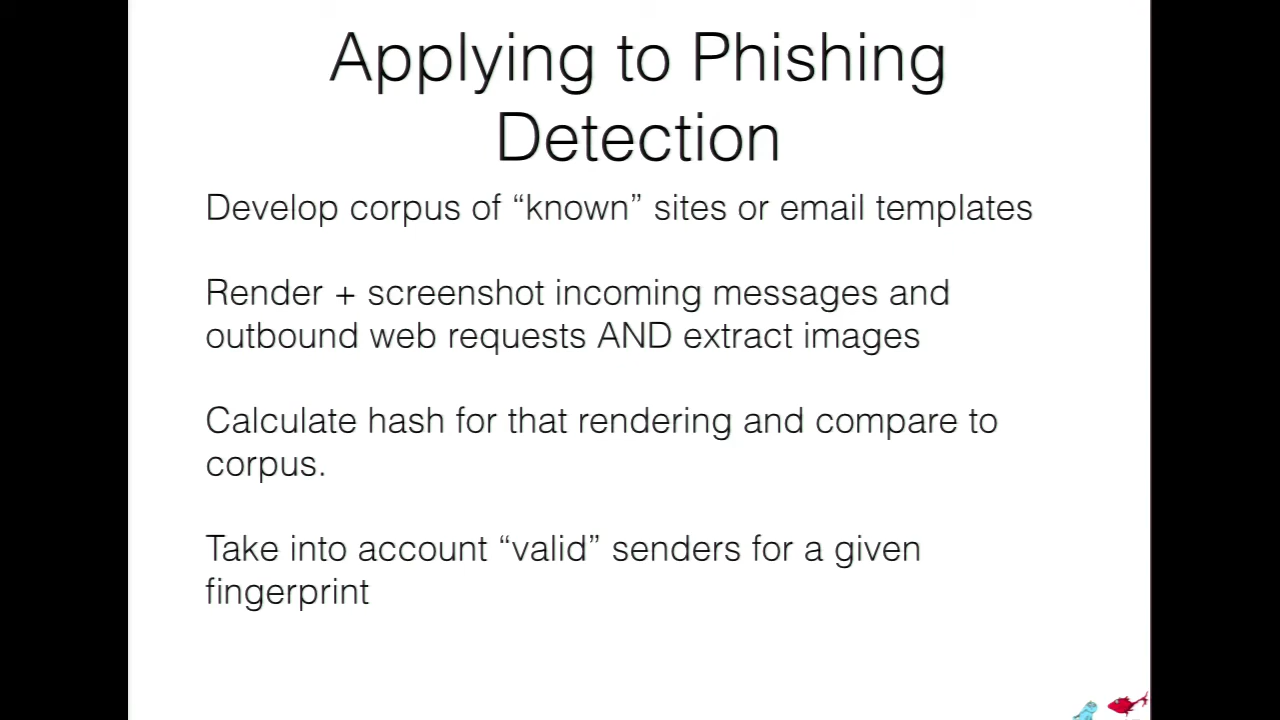 Applying to Phishing
Detection
Develop corpus of “known” sites or email templates
Render + screenshot incoming messages and
outbound web requests AND extract images
Calculate hash for that rendering and compare to
corpus.
Take into account “valid” senders for a given
fingerprint